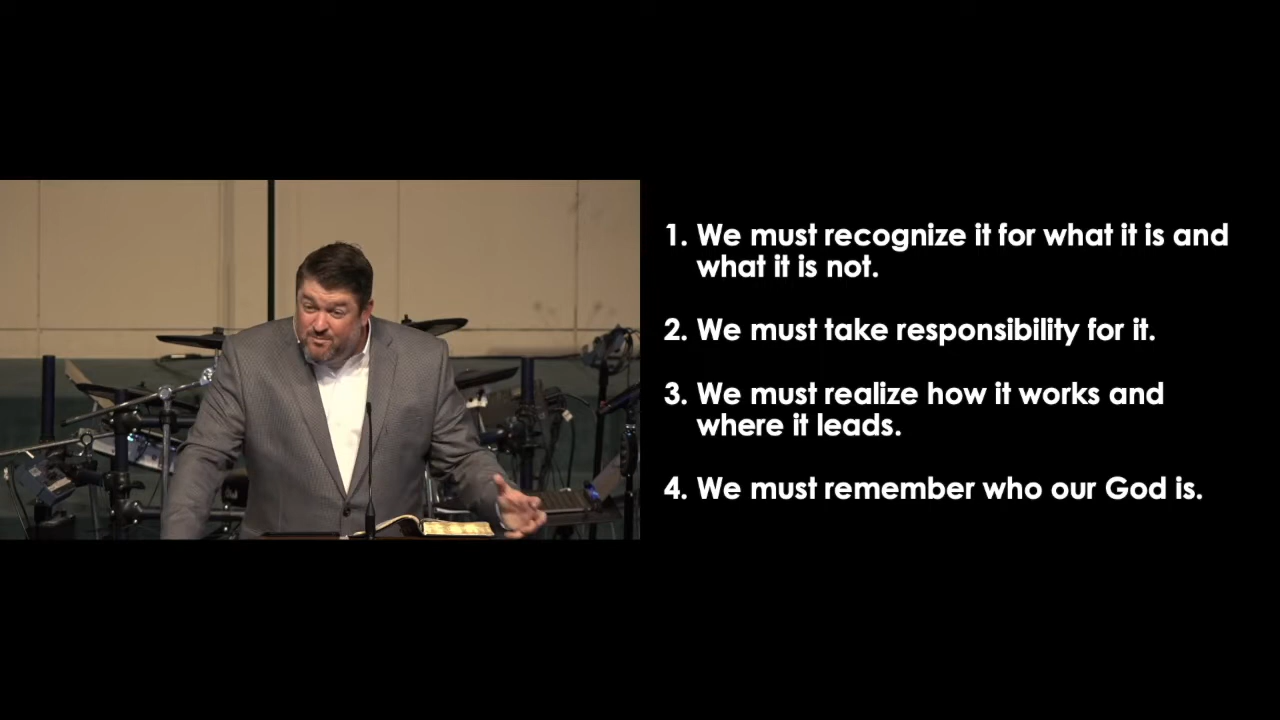 1. We must recognize it for what it is and
what it is not.
2. We must take responsibility for it.
3. We must realize how it works and
where it leads.
4. We must remember who our God is.